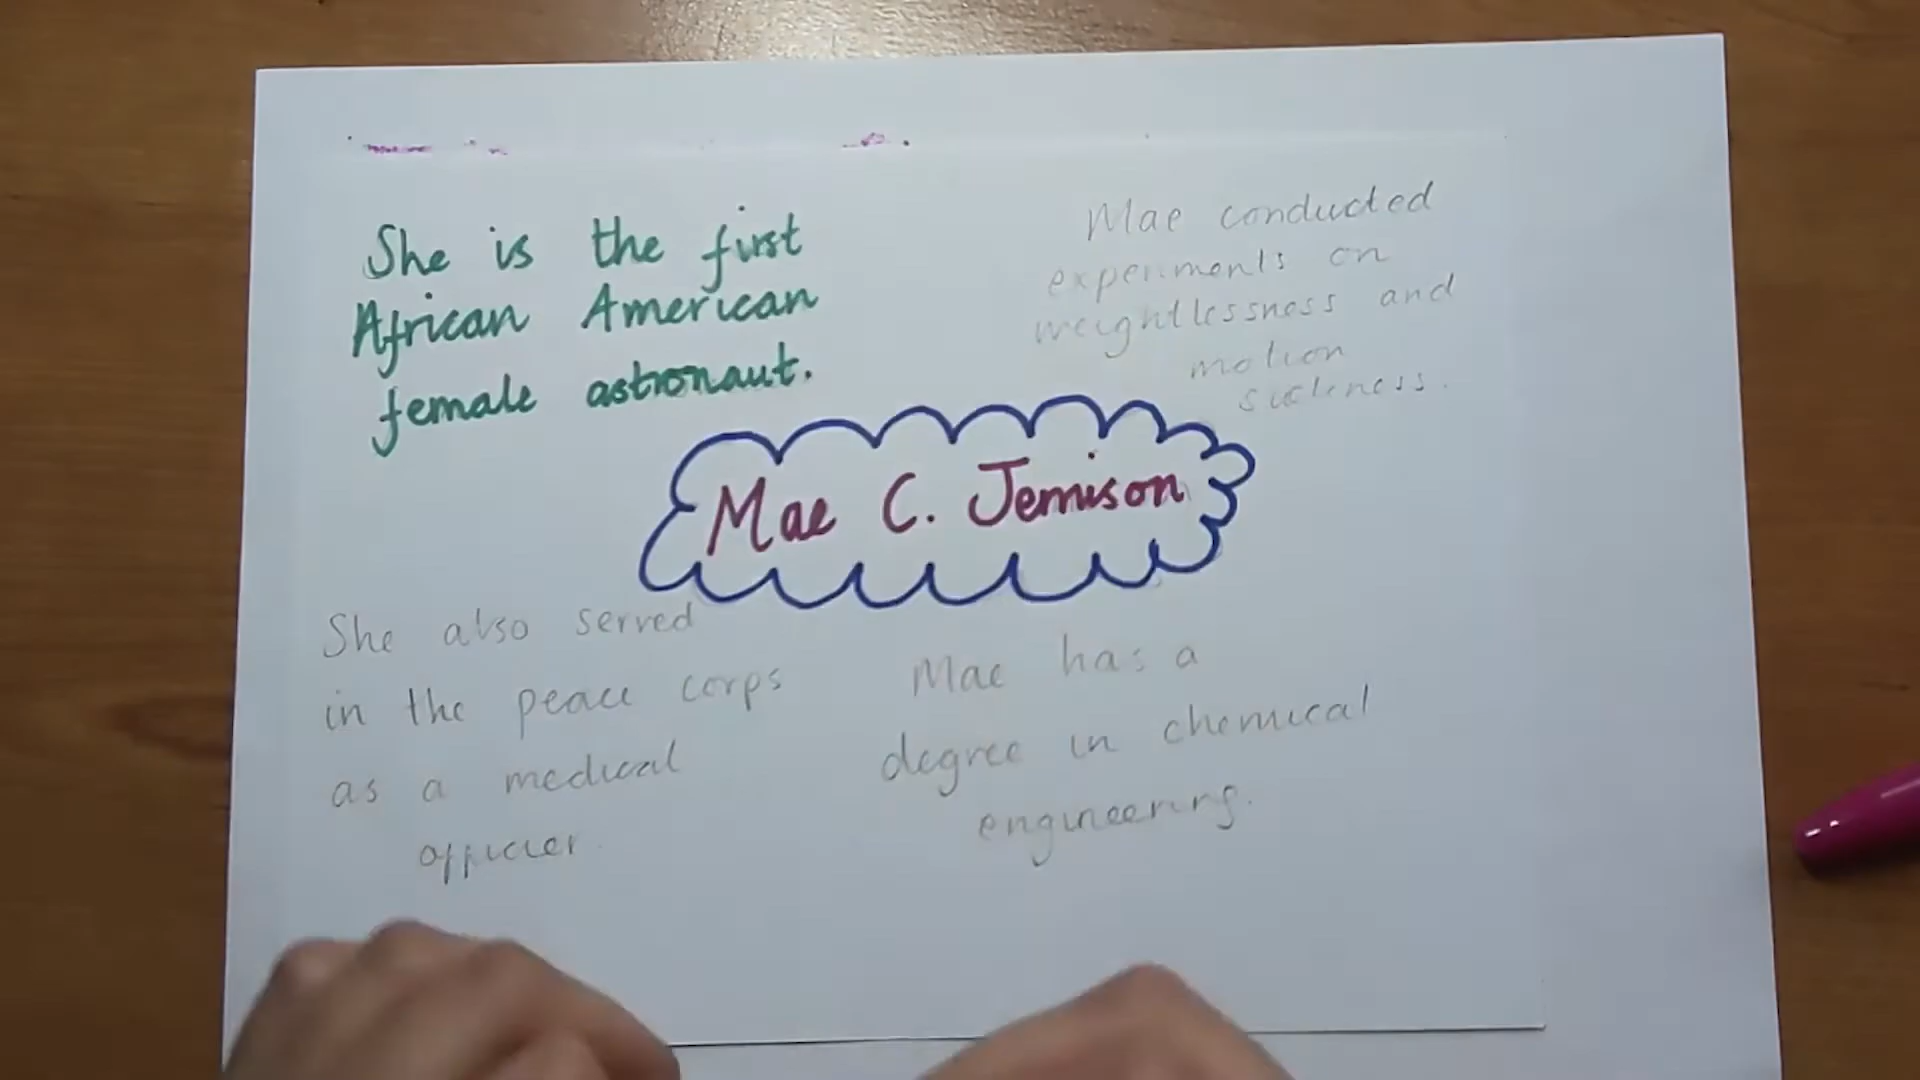 She is the first
African American
female astronaut.
Mae conducted
experiments on
weightlessness and
motion
sickness.
Mae C. Jemison
She also served
in the peace corps
as a medical
officier.
Mae has a
degree in chemical
engineering.